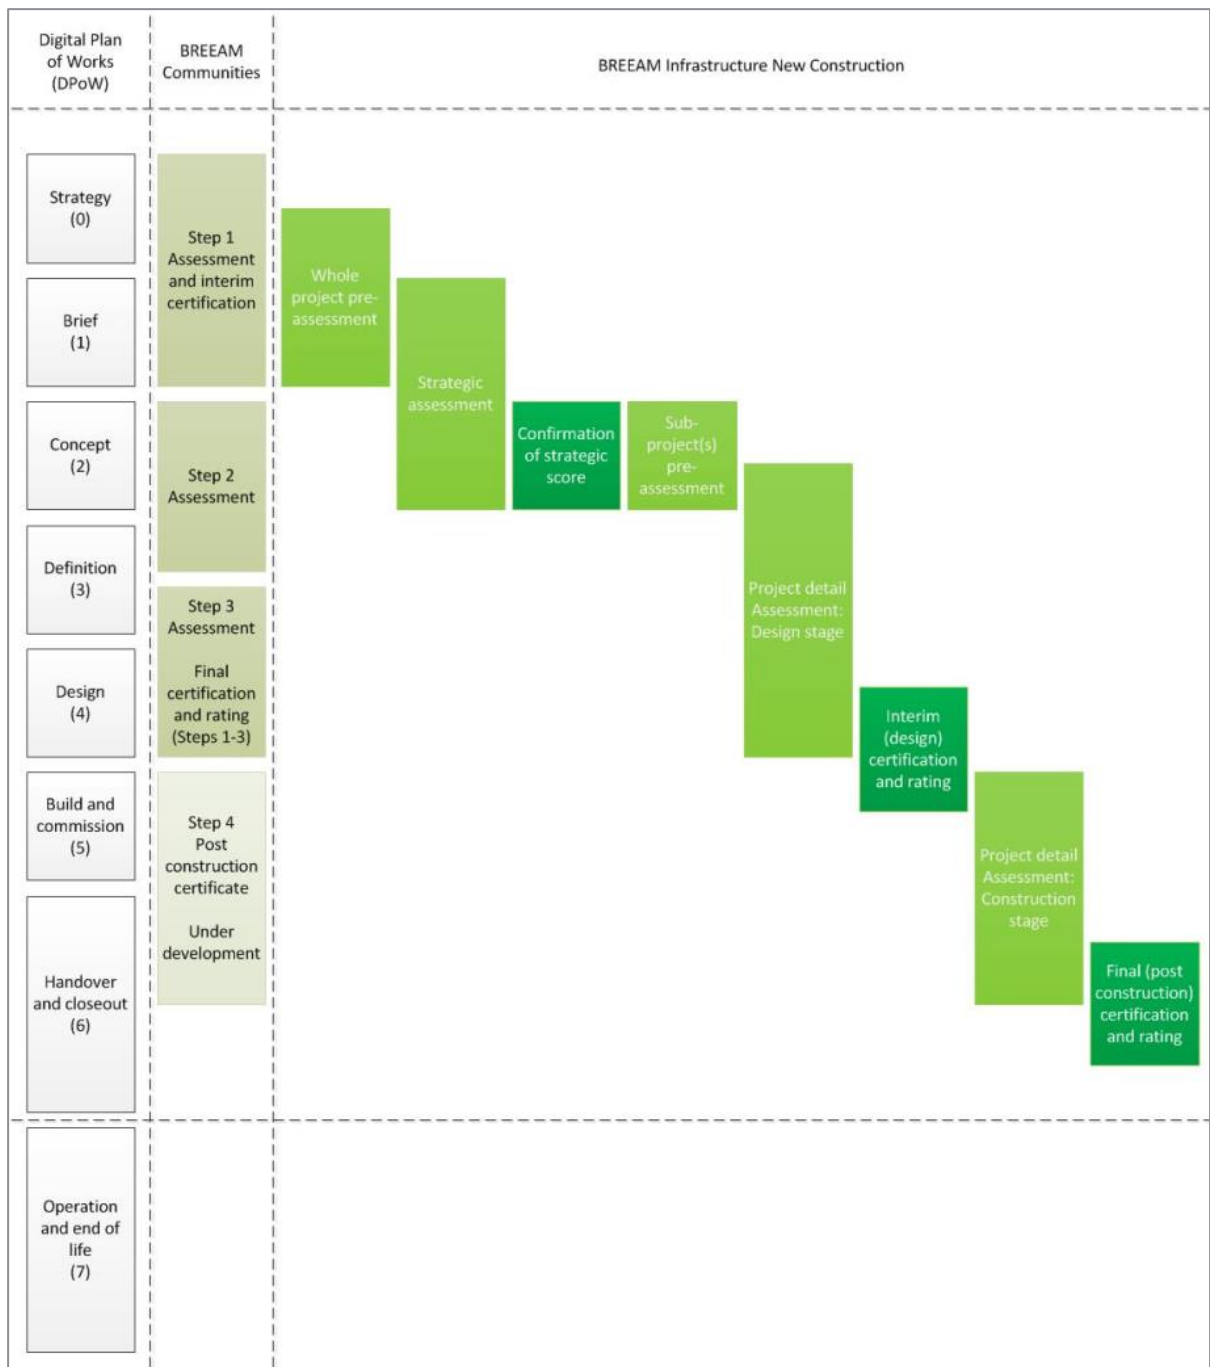 Digital Plan
of Works
(DPoW)
BREEAM
Communities
BREEAM Infrastructure New Construction
Strategy
(0)
Brief
(1)
Concept
(2)
Definition
(3)
Design
(4)
Build and
commission
(5)
Handover
and closeout
(6)
Operation
and end of
life
(7)
Step 1
Assessment
and interim
certification
Step 2
Assessment
Step 3
Assessment
Final
certification
and rating
(Steps 1-3)
Step 4
Post
construction
certificate
Under
development
Whole
project pre-
assessment
Strategic
assessment
Confirmation
of strategic
score
Sub-
project(s)
pre-
assessment
Project detail
Assessment:
Design stage
Interim
(design)
certification
and rating
Project detail
Assessment:
Construction
stage
Final (post
construction)
certification
and rating